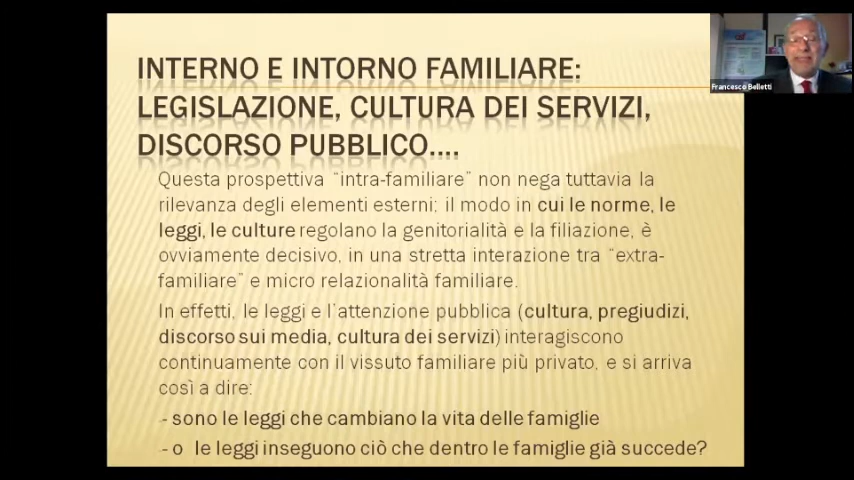 INTERNO E INTORNO FAMILIARE:
LEGISLAZIONE, CULTURA DEI SERVIZI,
DISCORSO PUBBLICO....
Questa prospettiva “intra-familiare” non nega tuttavia la
rilevanza degli elementi esterni; il modo in cui le norme, le
leggi, le culture regolano la genitorialità e la filiazione, è
ovviamente decisivo, in una stretta interazione tra “extra-
familiare” e micro relazionalità familiare.
In effetti, le leggi e l’attenzione pubblica (cultura, pregiudizi,
discorso sui media, cultura dei servizi) interagiscono
continuamente con il vissuto familiare più privato, e si arriva
così a dire:
- sono le leggi che cambiano la vita delle famiglie
- o le leggi inseguono ciò che dentro le famiglie già succede?
Francesco Belletti